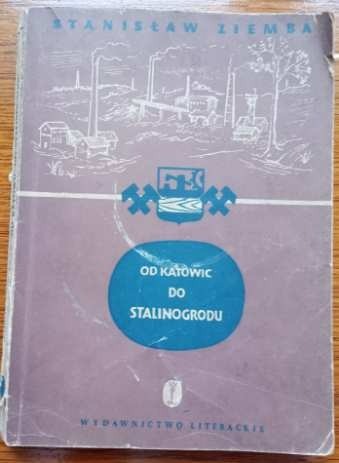 STANISŁAW ZIEMBA
OD KATOWIC
DO
STALINOGRODU
WYDAWNICTWO LITERACKIE